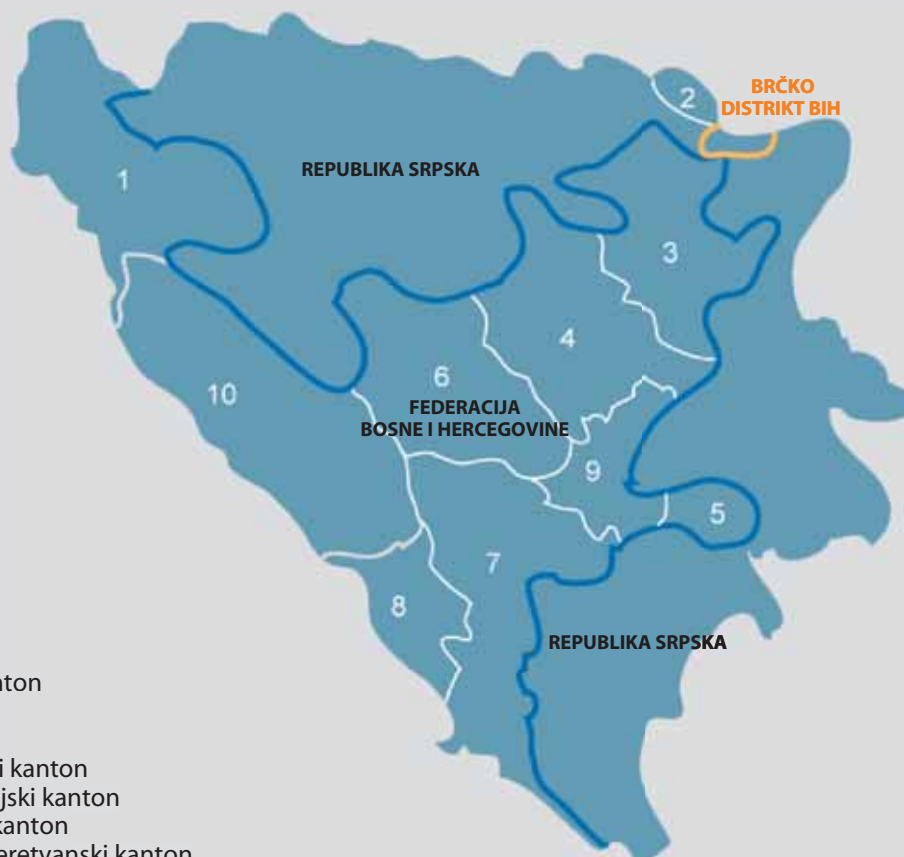 BRČKO
DISTRIKT BIH
2
REPUBLIKA SRPSKA
1
3
4
6
10
FEDERACIJA
BOSNE I HERCEGOVINE
9
5
7
8
REPUBLIKA SRPSKA
kanton